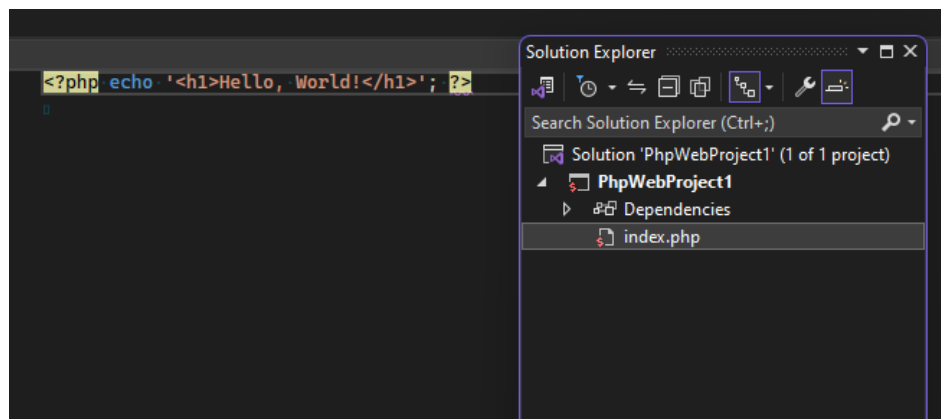 <?php echo '<h1>Hello, World!</h1>'; ?>
Solution Explorer
Search Solution Explorer (Ctrl+;)
Solution 'PhpWebProject1' (1 of 1 project)
PhpWebProject1
Dependencies
index.php